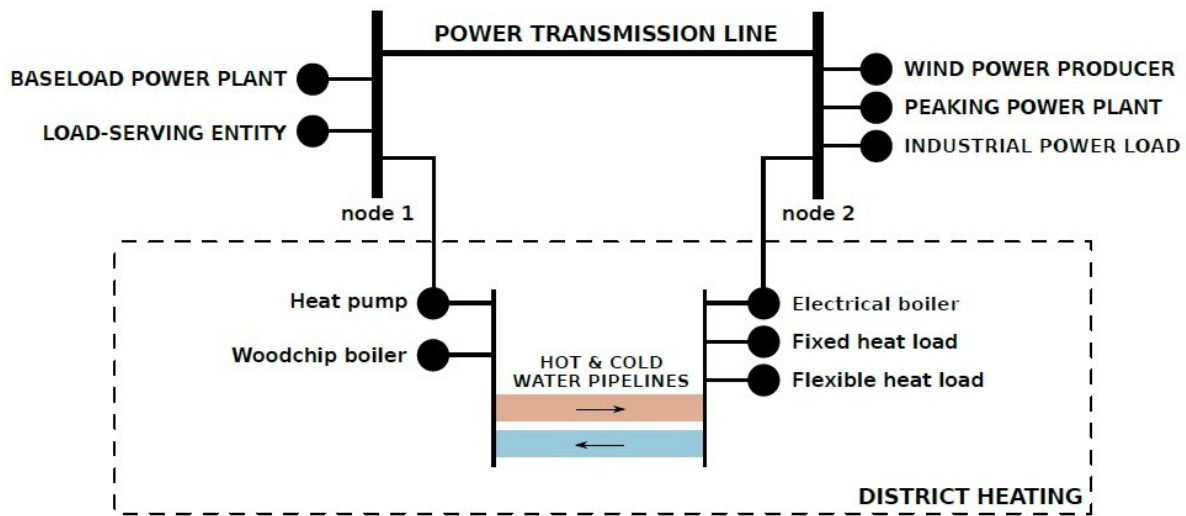 POWER TRANSMISSION LINE
BASELOAD POWER PLANT
LOAD-SERVING ENTITY
WIND POWER PRODUCER
PEAKING POWER PLANT
INDUSTRIAL POWER LOAD
node 1
node 2
Heat pump
Woodchip boiler
HOT & COLD
WATER PIPELINES
Electrical boiler
Fixed heat load
Flexible heat load
DISTRICT HEATING